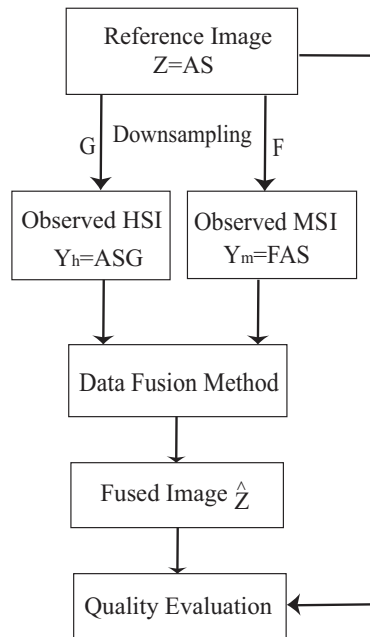 Reference Image
Z=AS
G Downsampling F
Observed HSI
Yh=ASG
Observed MSI
Ym=FAS
Data Fusion Method
Fused Image Ẑ
Quality Evaluation